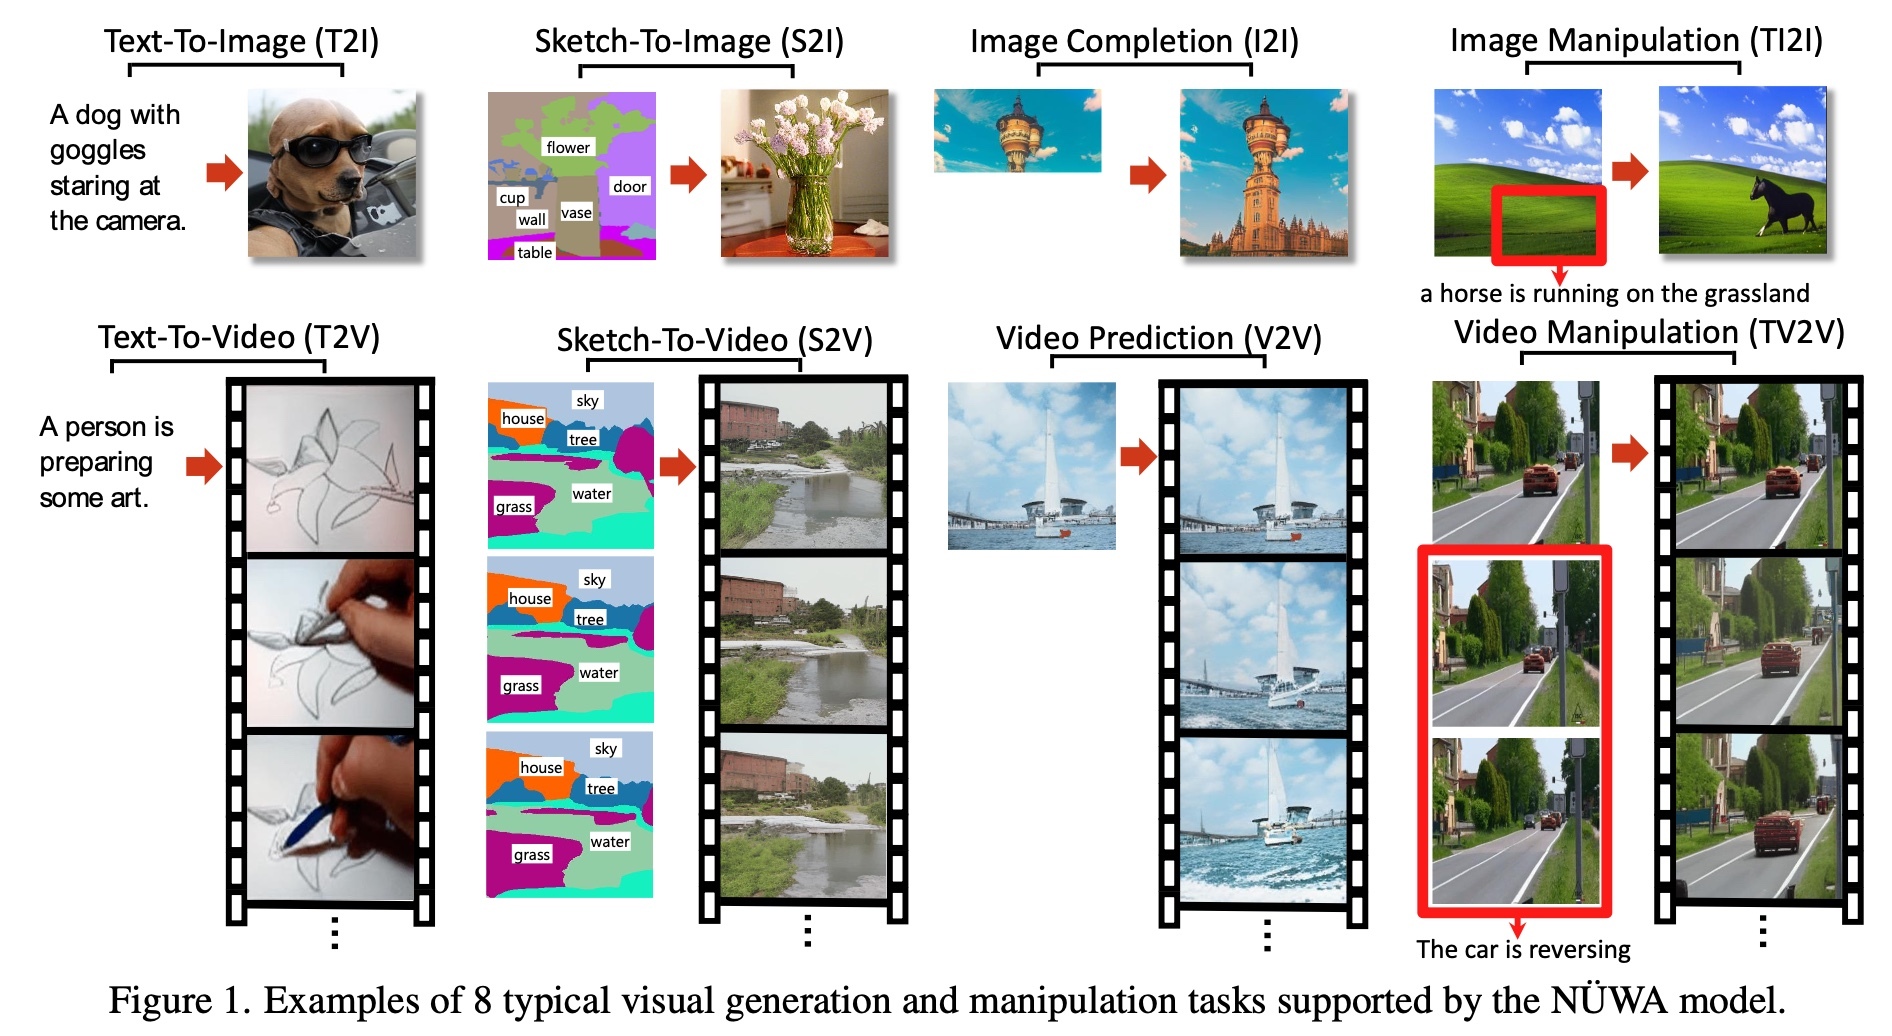 Text-To-Image (T2I)
A dog with
goggles
staring at
the camera.
Sketch-To-Image (S2I)
flower
door
cup
wall
vase
table
Image Completion (I2I)
Image Manipulation (TI2I)
a horse is running on the grassland
Text-To-Video (T2V)
A person is
preparing
some art.
Sketch-To-Video (S2V)
sky
house
tree
water
grass
sky
house
tree
water
grass
sky
house
tree
water
grass
Video Prediction (V2V)
Video Manipulation (TV2V)
The car is reversing
Figure 1. Examples of 8 typical visual generation and manipulation tasks supported by the NÜWA model.